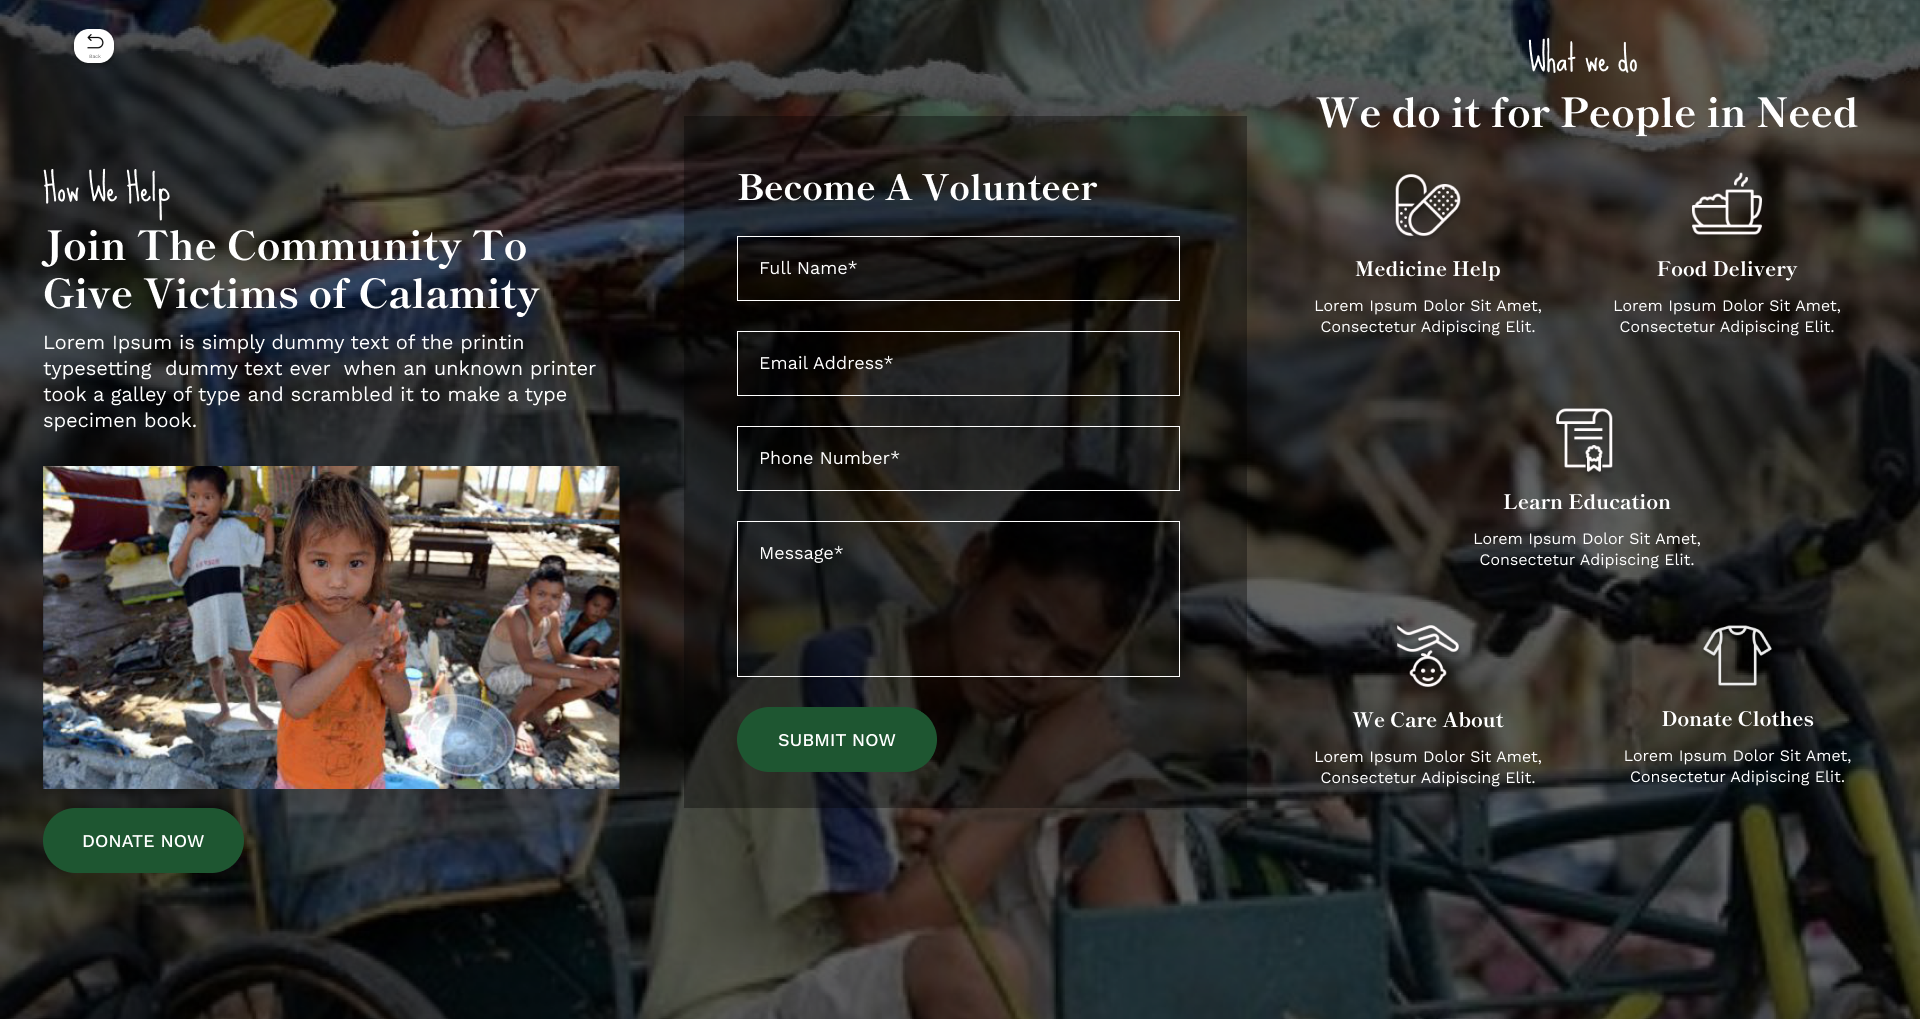 Back
How We Help
Join The Community To
Give Victims of Calamity
Lorem Ipsum is simply dummy text of the printin
typesetting  dummy text ever  when an unknown printer
took a galley of type and scrambled it to make a type
specimen book.
DONATE NOW
Become A Volunteer
Full Name*
Email Address*
Phone Number*
Message*
SUBMIT NOW
What we do
We do it for People in Need
Medicine Help
Lorem Ipsum Dolor Sit Amet,
Consectetur Adipiscing Elit.
Food Delivery
Lorem Ipsum Dolor Sit Amet,
Consectetur Adipiscing Elit.
Learn Education
Lorem Ipsum Dolor Sit Amet,
Consectetur Adipiscing Elit.
We Care About
Lorem Ipsum Dolor Sit Amet,
Consectetur Adipiscing Elit.
Donate Clothes
Lorem Ipsum Dolor Sit Amet,
Consectetur Adipiscing Elit.